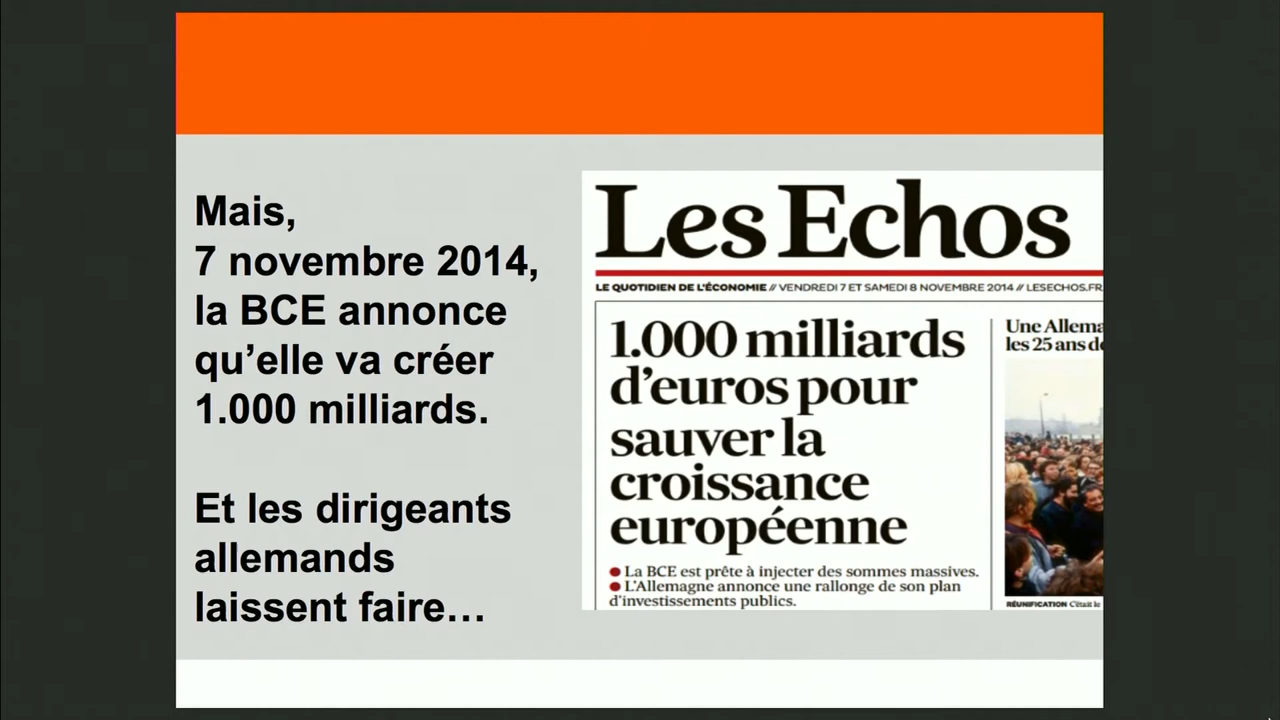 Mais,
7 novembre 2014,
la BCE annonce
qu’elle va créer
1.000 milliards.
Et les dirigeants
allemands
laissent faire…
Les Echos
LE QUOTIDIEN DE L'ÉCONOMIE // VENDREDI 7 ET SAMEDI 8 NOVEMBRE 2014 // LESECHOS.FR
1.000 milliards
d’euros pour
sauver la
croissance
européenne
● La BCE est prête à injecter des sommes massives.
● L’Allemagne annonce une rallonge de son plan
d’investissements publics.
Une Allema
les 25 ans de
RÉUNIFICATION C'était le